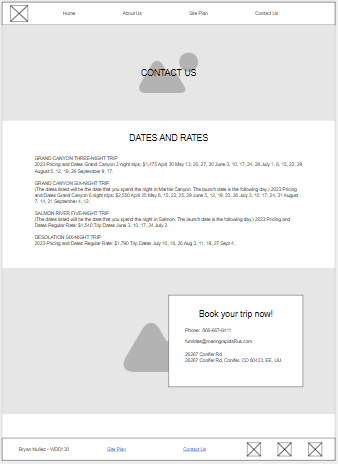 Home About Us Site Plan Contact Us
CONTACT US
DATES AND RATES
GRAND CANYON THREE-NIGHT TRIP
2023 Pricing and Dates Grand Canyon 3 night trips: $1,475 April 30 May 13, 20, 27, 30 June 3, 10, 17, 24, 28 July 1, 8, 15, 22, 29
August 5, 12, 19, 26 September 9, 17.
GRAND CANYON SIX-NIGHT TRIP
(The dates listed will be the date that you spend the night in Marble Canyon. The launch date is the following day.) 2023 Pricing
and Dates Grand Canyon 6 night trips: $2,550 April 25 May 8, 15, 22, 25, 29 June 5, 12, 19, 23, 26 July 3, 10, 17, 24, 31 August
7, 14, 21 September 4, 12.
SALMON RIVER FIVE-NIGHT TRIP
(The dates listed will be the date that you spend the night in Salmon. The launch date is the following day.) 2023 Pricing and
Dates Regular Rate: $1,540 Trip Dates June 3, 10, 17, 24 July 2.
DESOLATION SIX-NIGHT TRIP
2023 Pricing and Dates Regular Rate: $1,790 Trip Dates July 10, 18, 26 Aug 3, 11, 19, 27 Sept 4.
Book your trip now!
Phone: 866-667-8411
funrides@roaringrapidsRus.com
26267 Conifer Rd
26267 Conifer Rd, Conifer, CO 80433, EE. UU.
Bryan Nuñez - WDD130 Site Plan Contact Us